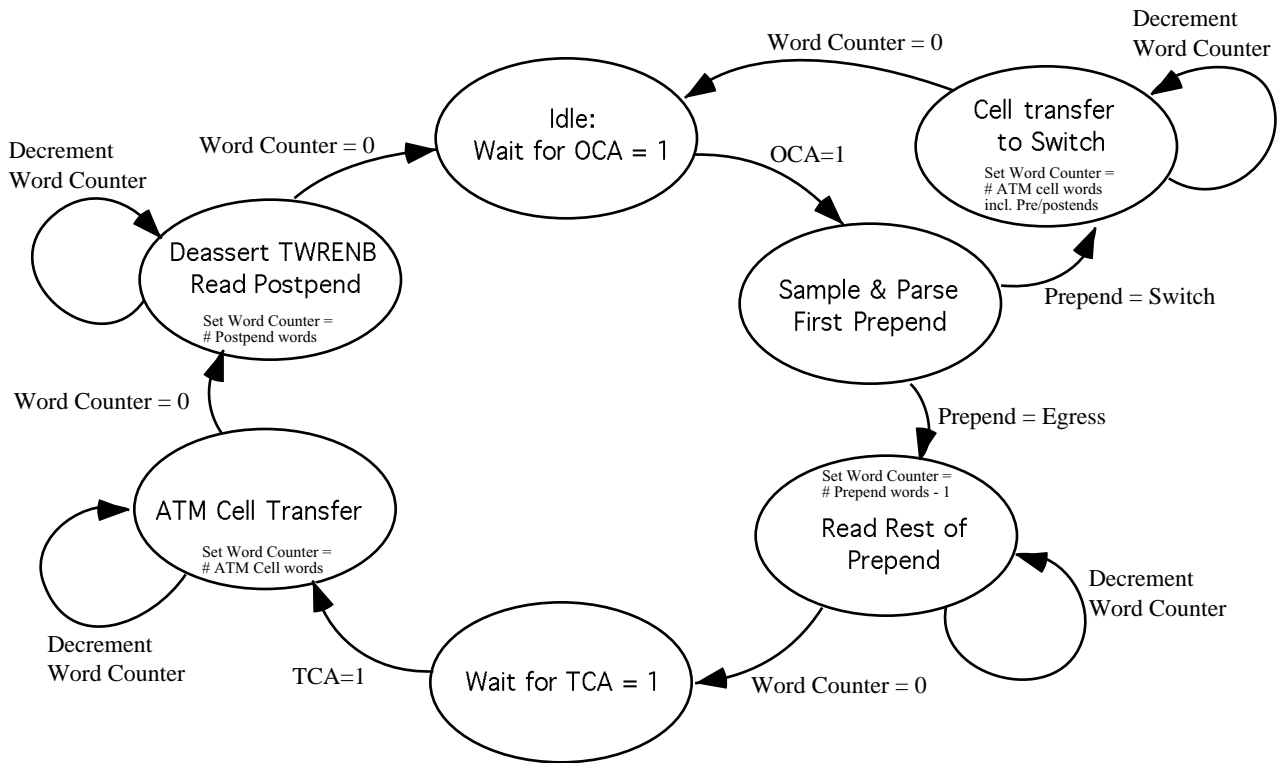 Decrement
Word Counter
Word Counter = 0
Cell transfer
to Switch
Set Word Counter =
# ATM cell words
incl. Pre/postends
Idle:
Wait for OCA = 1
OCA=1
Word Counter = 0
Decrement
Word Counter
Deassert TWRENB
Read Postpend
Set Word Counter =
# Postpend words
Sample & Parse
First Prepend
Prepend = Switch
Prepend = Egress
Word Counter = 0
Set Word Counter =
# Prepend words - 1
Read Rest of
Prepend
Decrement
Word Counter
ATM Cell Transfer
Set Word Counter =
# ATM Cell words
Decrement
Word Counter
TCA=1
Wait for TCA = 1
Word Counter = 0